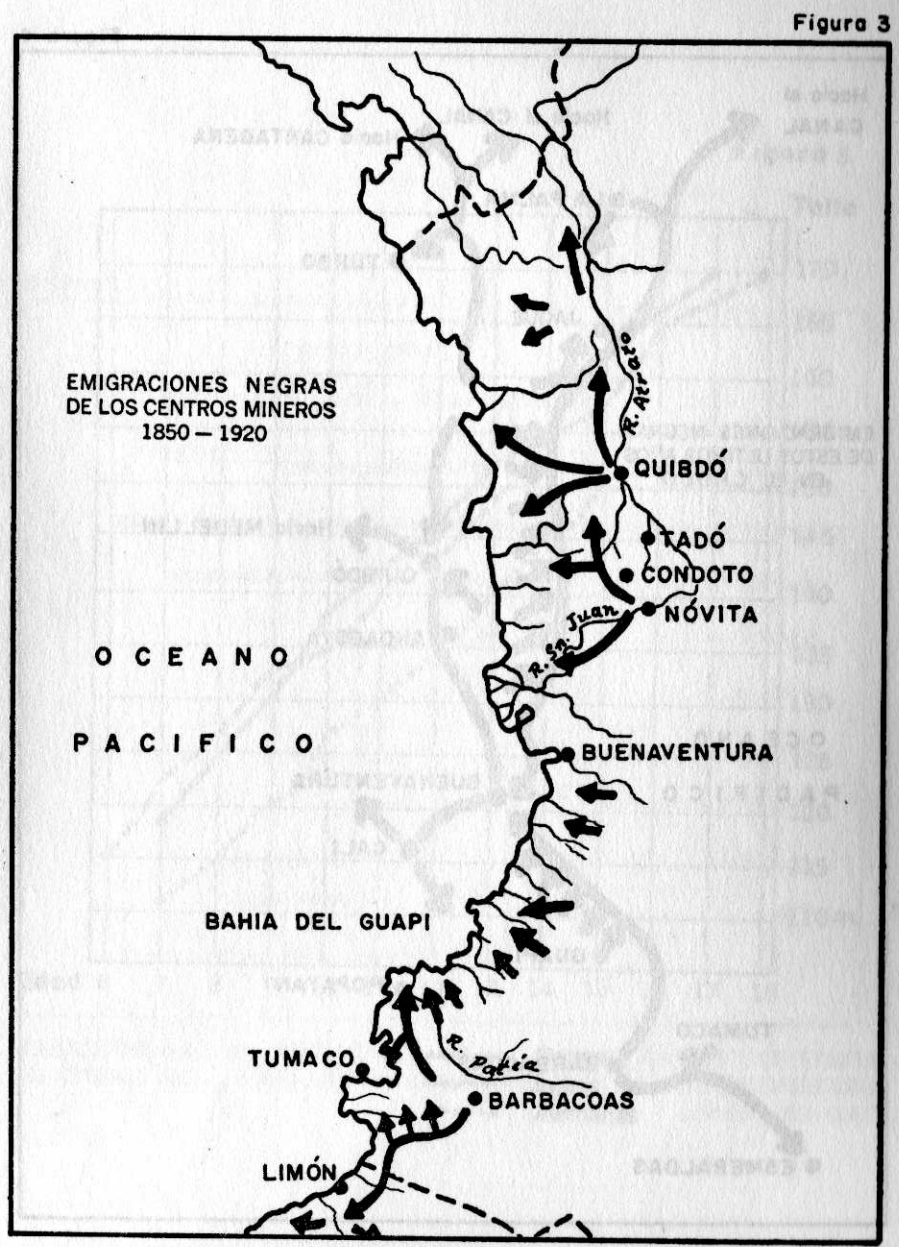 Figura 3
EMIGRACIONES NEGRAS
DE LOS CENTROS MINEROS
1850 – 1920
R. Atrato
QUIBDÓ
TADÓ
CONDOTO
NÓVITA
R. Sn. Juan
OCEANO
PACIFICO
BUENAVENTURA
BAHIA DEL GUAPI
R. Patía
TUMACO
BARBACOAS
LIMÓN